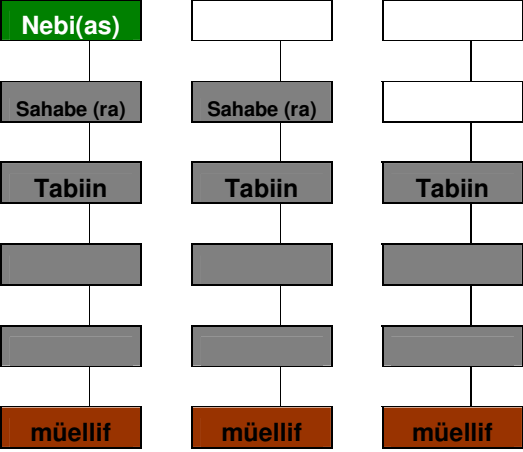 Nebi(as)
Sahabe (ra) Sahabe (ra)
Tabiin Tabiin Tabiin
müellif müellif müellif